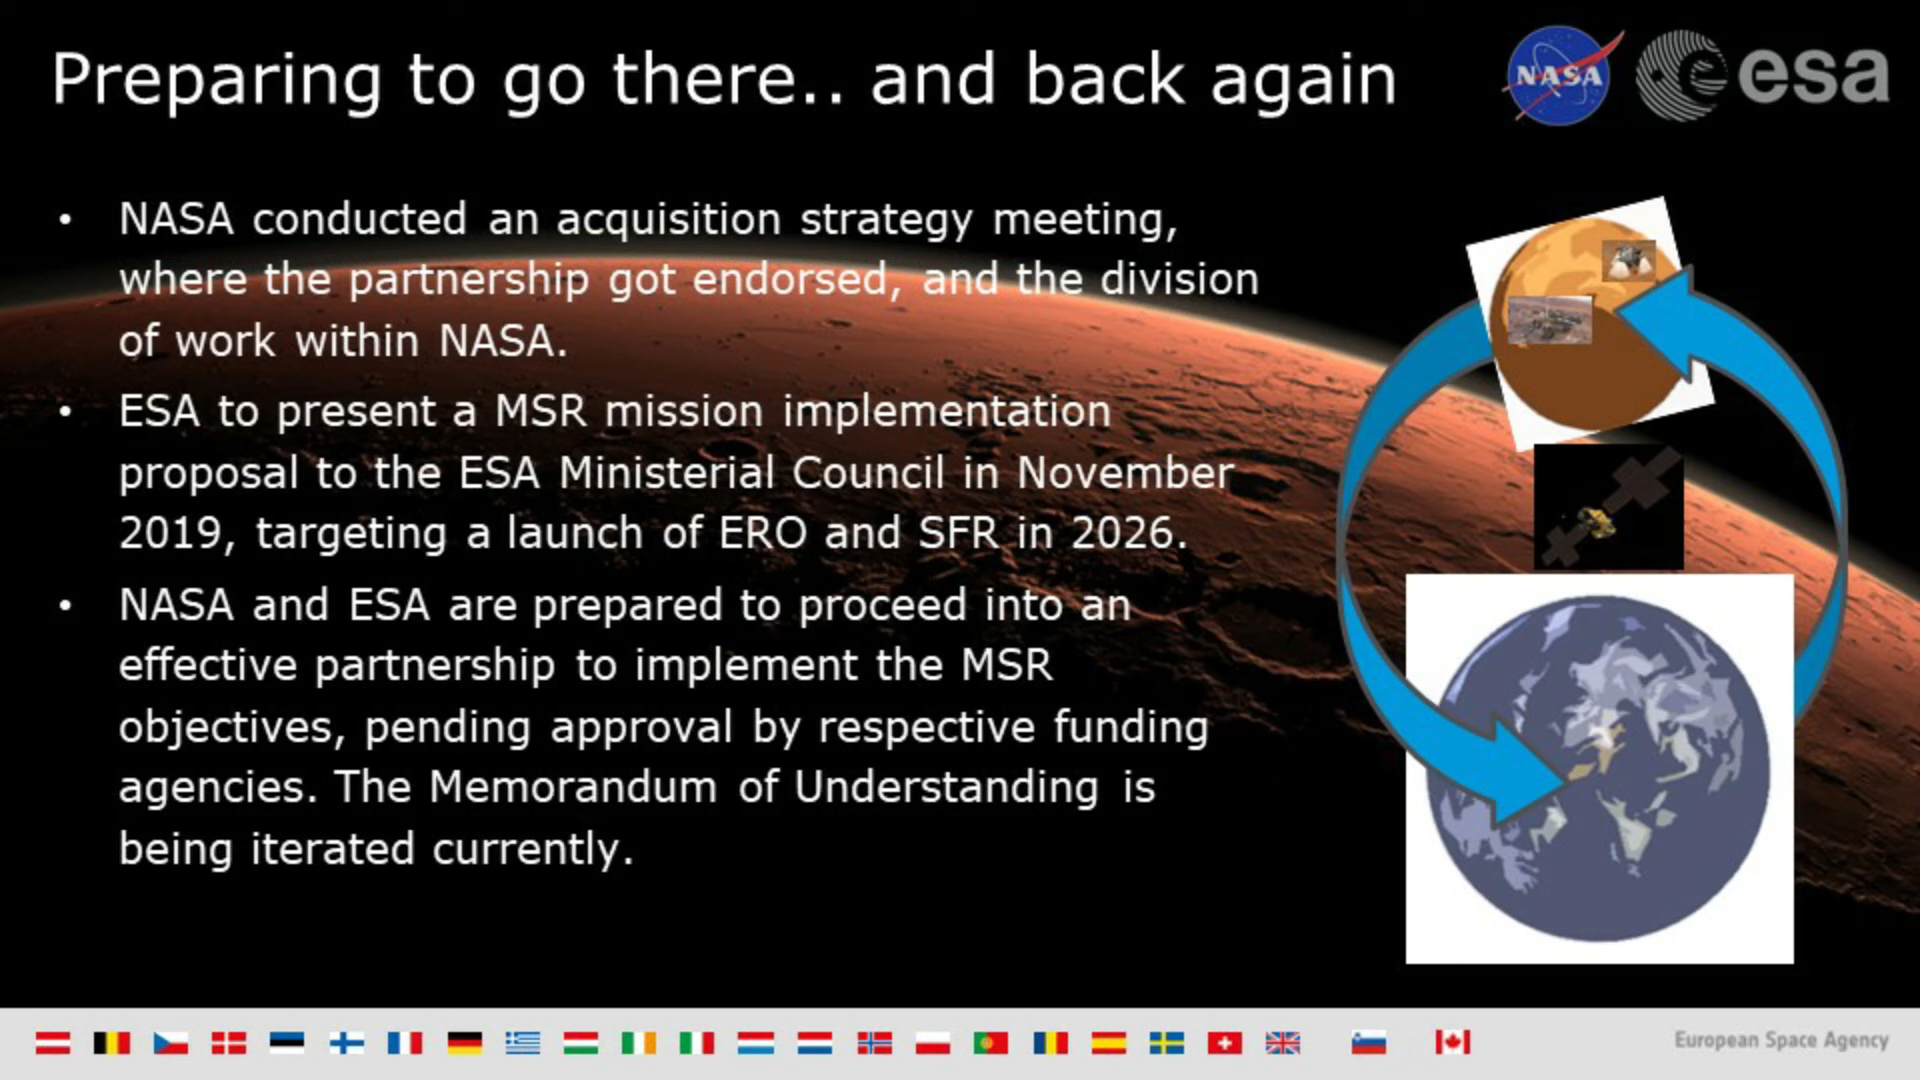 Preparing to go there.. and back again
NASA
esa
• NASA conducted an acquisition strategy meeting,
where the partnership got endorsed, and the division
of work within NASA.
• ESA to present a MSR mission implementation
proposal to the ESA Ministerial Council in November
2019, targeting a launch of ERO and SFR in 2026.
• NASA and ESA are prepared to proceed into an
effective partnership to implement the MSR
objectives, pending approval by respective funding
agencies. The Memorandum of Understanding is
being iterated currently.
European Space Agency